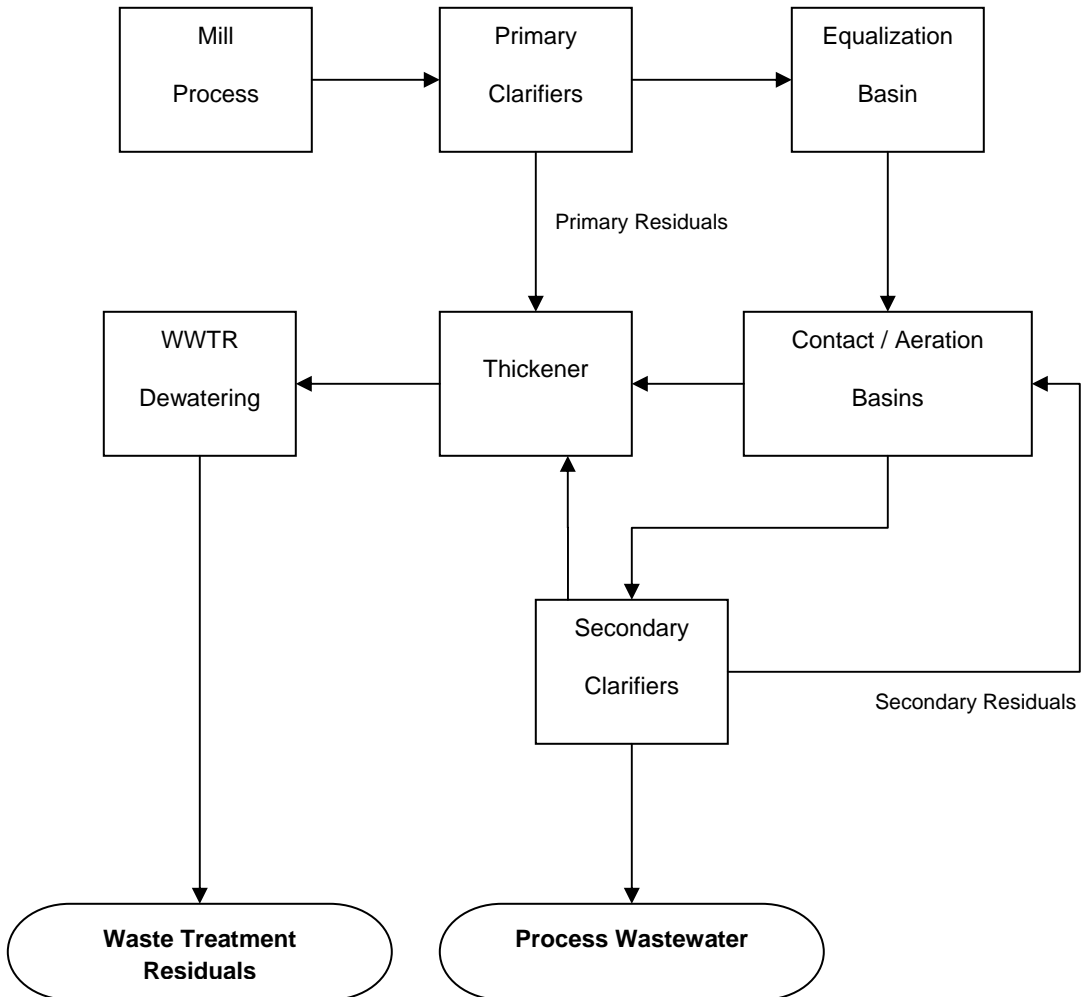 Mill
Process
Primary
Clarifiers
Equalization
Basin
Primary Residuals
WWTR
Dewatering
Thickener
Contact / Aeration
Basins
Secondary
Clarifiers
Secondary Residuals
Waste Treatment
Residuals
Process Wastewater